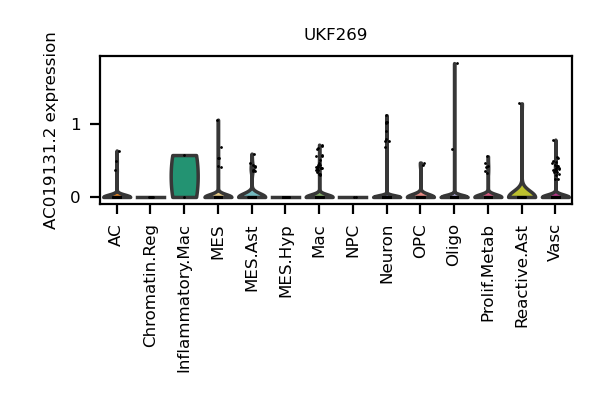 UKF269
AC019131.2 expression
1
0
AC
Chromatin.Reg
Inflammatory.Mac
MES
MES.Ast
MES.Hyp
Mac
NPC
Neuron
OPC
Oligo
Prolif.Metab
Reactive.Ast
Vasc